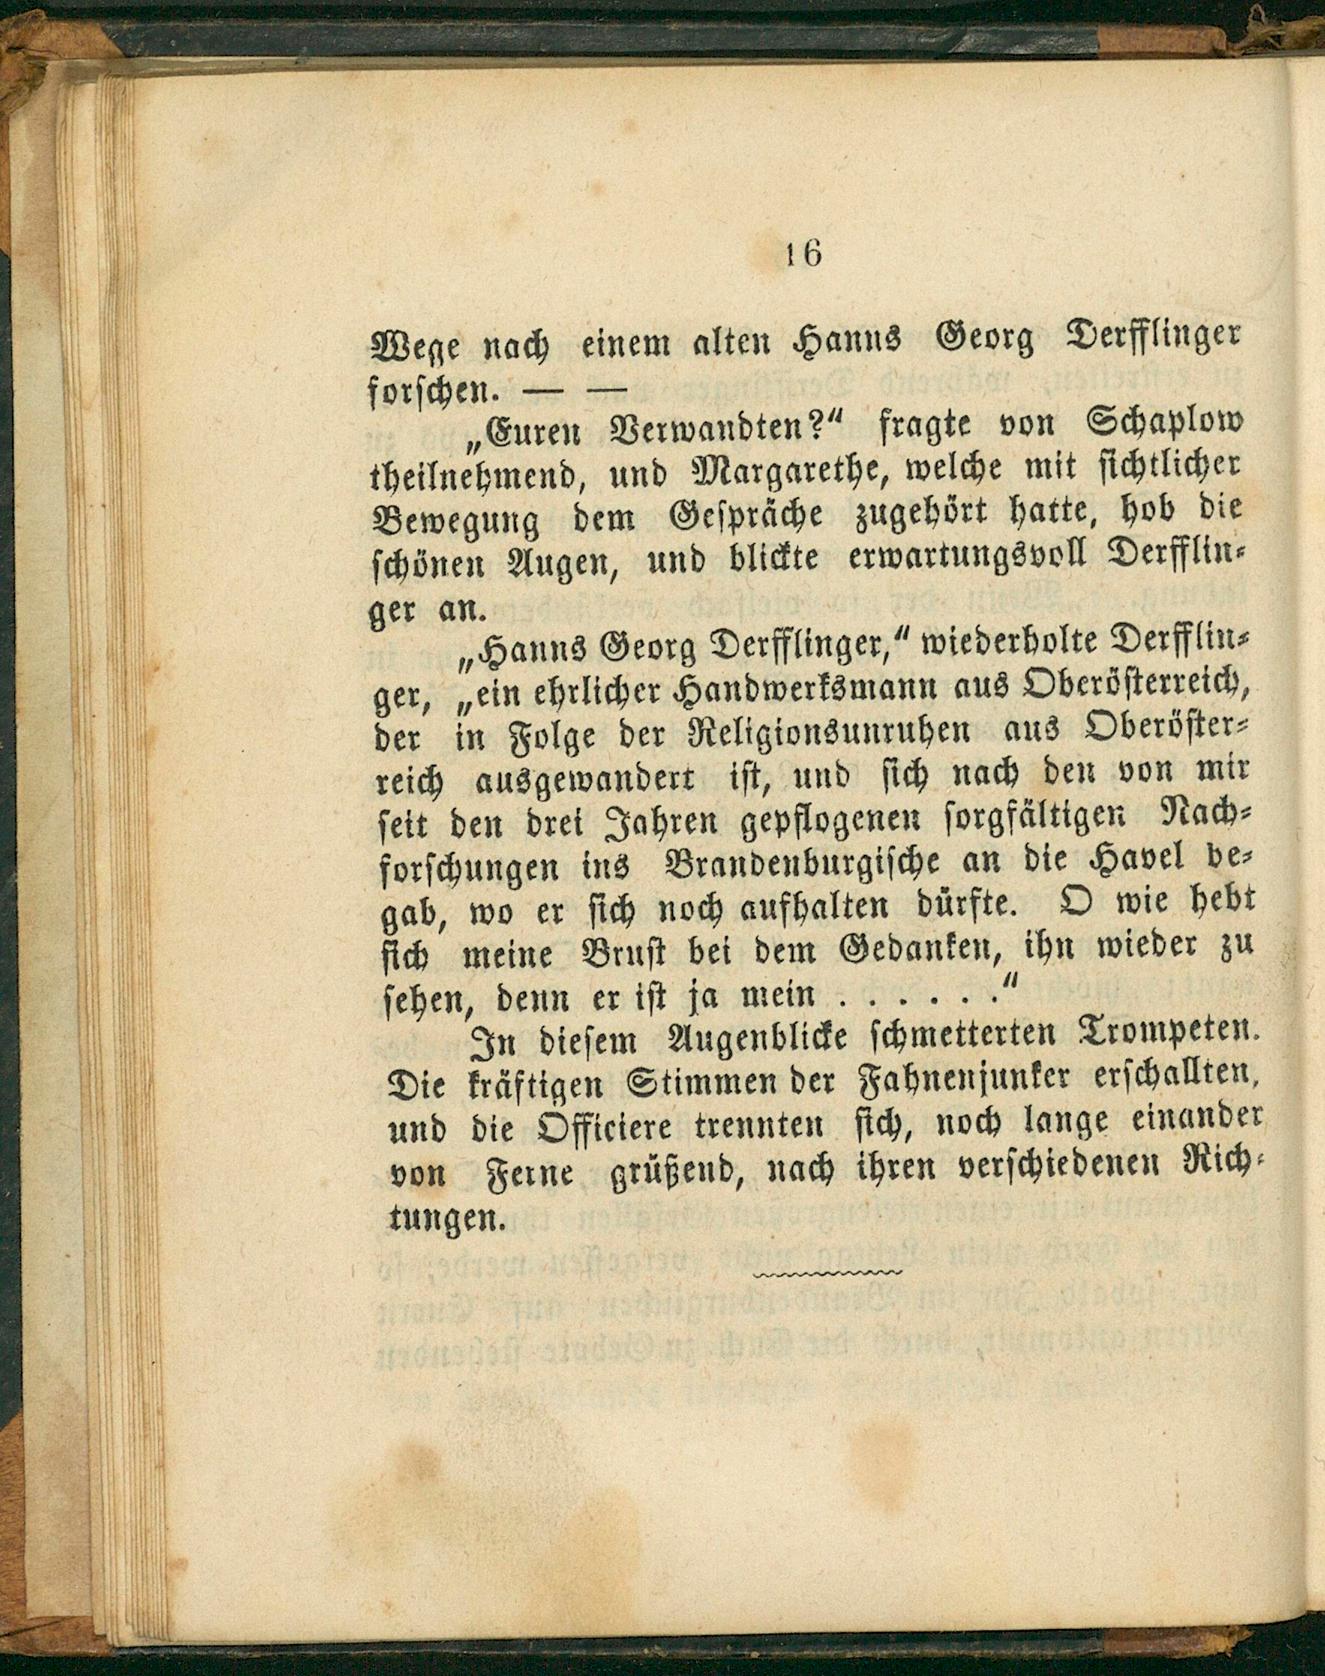 16
Wege nach einem alten Hanns Georg Derfflinger
forschen. — —
„Euren Verwandten?“ fragte von Schaplow
theilnehmend, und Margarethe, welche mit sichtlicher
Bewegung dem Gespräche zugehört hatte, hob die
schönen Augen, und blickte erwartungsvoll Derfflin-
ger an.
„Hanns Georg Derfflinger,“ wiederholte Derfflin-
ger, „ein ehrlicher Handwerksmann aus Oberösterreich,
der in Folge der Religionsunruhen aus Oberöster-
reich ausgewandert ist, und sich nach den von mir
seit den drei Jahren gepflogenen sorgfältigen Nach-
forschungen ins Brandenburgische an die Havel be-
gab, wo er sich noch aufhalten dürfte. O wie hebt
sich meine Brust bei dem Gedanken, ihn wieder zu
sehen, denn er ist ja mein . . . . . .“
In diesem Augenblicke schmetterten Trompeten.
Die kräftigen Stimmen der Fahnenjunker erschallten,
und die Officiere trennten sich, noch lange einander
von Ferne grüßend, nach ihren verschiedenen Rich-
tungen.